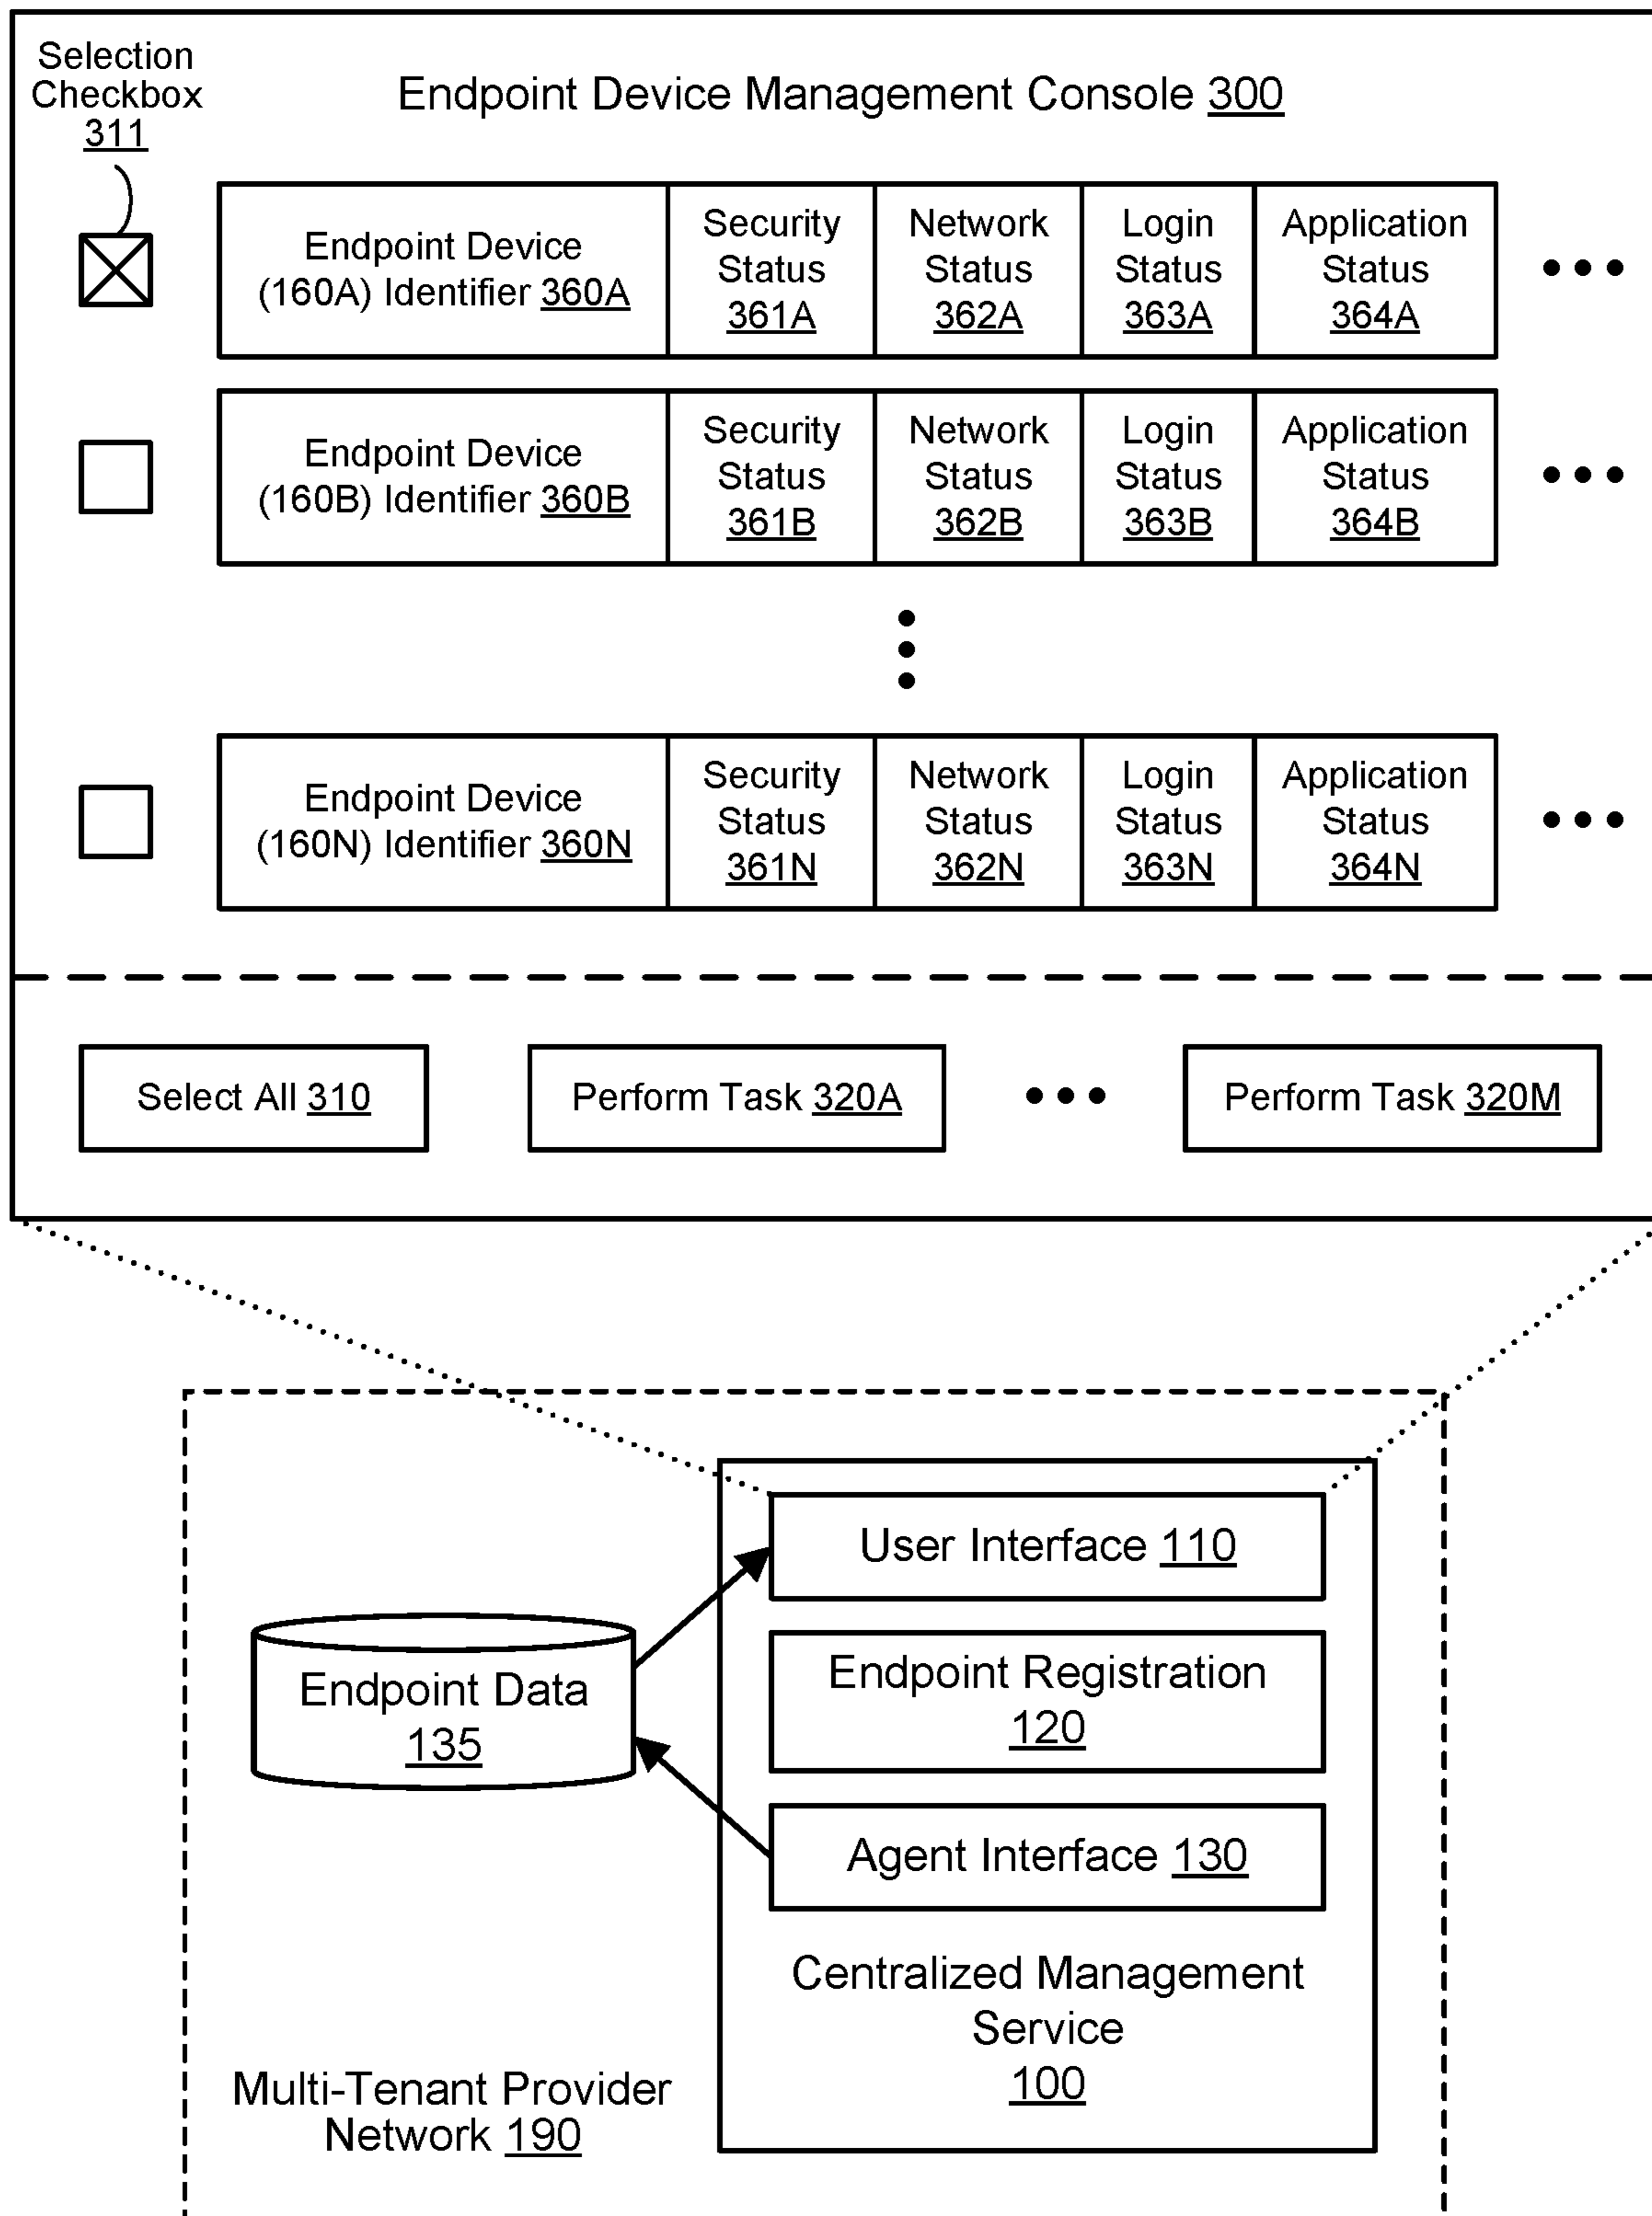 Selection
Checkbox
311
Endpoint Device Management Console 300
Endpoint Device
(160A) Identifier 360A
Security
Status
361A
Network
Status
362A
Login
Status
363A
Application
Status
364A
Endpoint Device
(160B) Identifier 360B
Security
Status
361B
Network
Status
362B
Login
Status
363B
Application
Status
364B
Endpoint Device
(160N) Identifier 360N
Security
Status
361N
Network
Status
362N
Login
Status
363N
Application
Status
364N
Select All 310
Perform Task 320A
Perform Task 320M
User Interface 110
Endpoint Registration
120
Agent Interface 130
Endpoint Data
135
Centralized Management
Service
100
Multi-Tenant Provider
Network 190